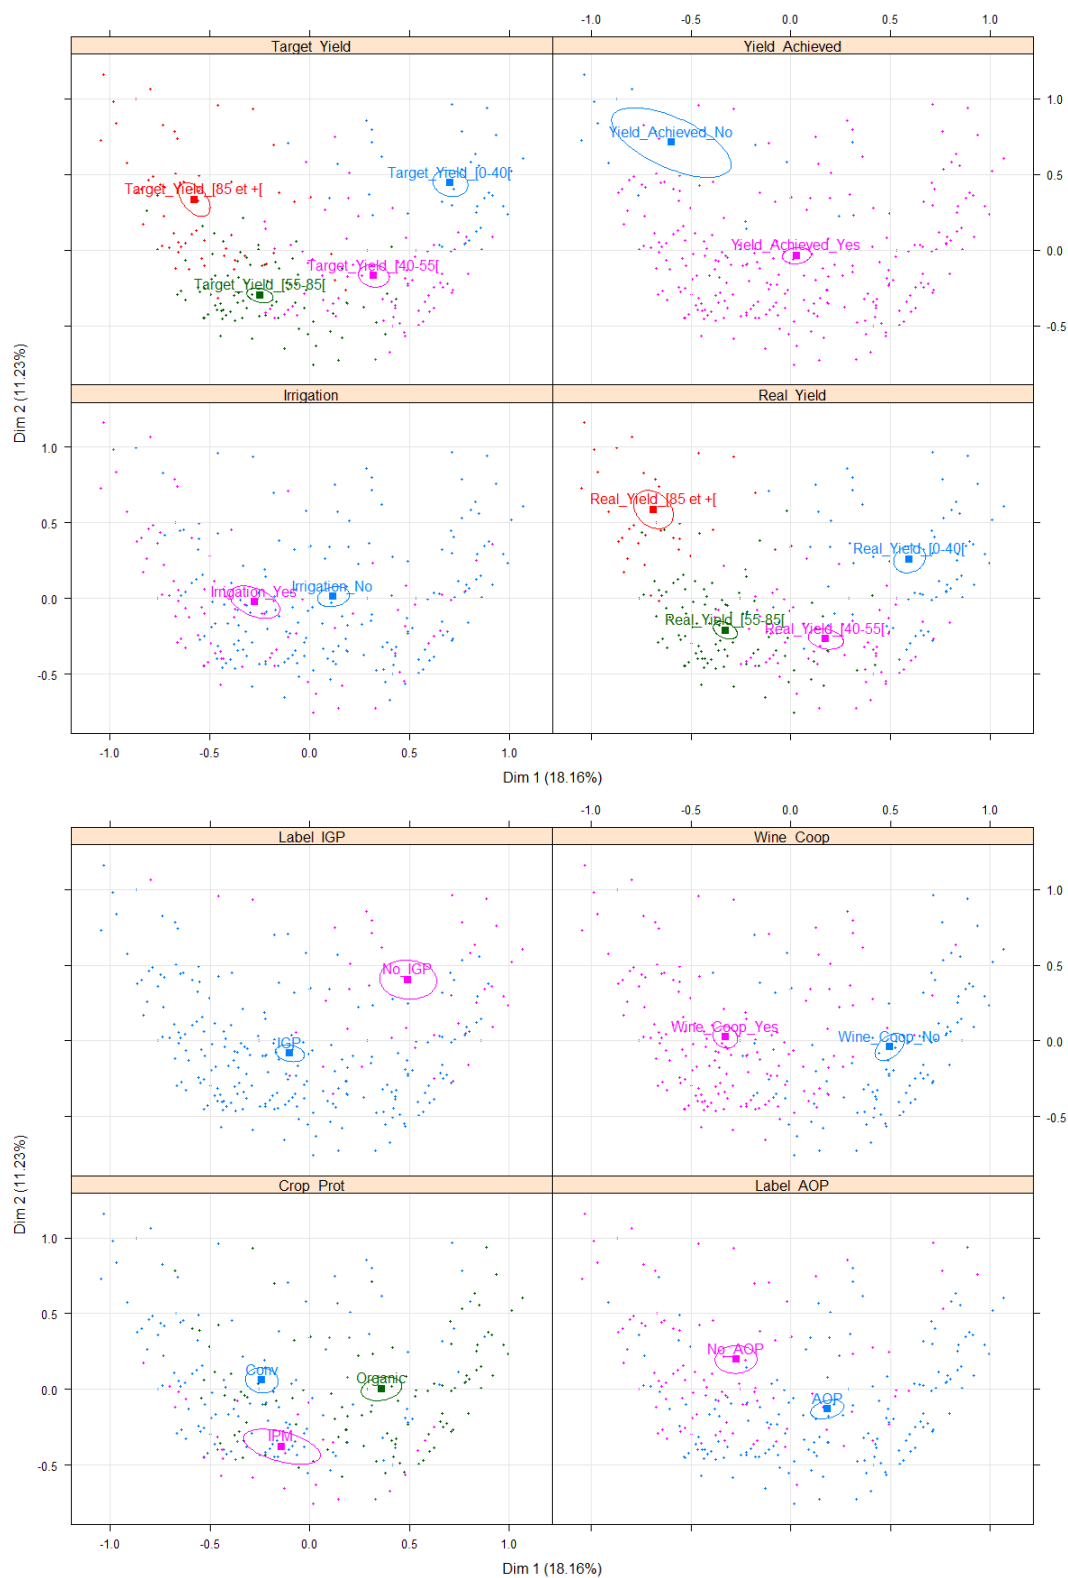 -1.0 -0.5 0.0 0.5 1.0
Target_Yield
Yield_Achieved
Target_Yield_[85 et +[
Target_Yield_[0-40[
Target_Yield_[40-55[
Target_Yield_[55-85[
Yield_Achieved_No
Yield_Achieved_Yes
1.0
0.5
0.0
-0.5
Dim 2 (11.23%)
Irrigation
Real_Yield
1.0
0.5
0.0
-0.5
Irrigation_Yes
Irrigation_No
Real_Yield_[85 et +[
Real_Yield_[0-40[
Real_Yield_[55-85[
Real_Yield_[40-55[
-1.0 -0.5 0.0 0.5 1.0
Dim 1 (18.16%)
-1.0 -0.5 0.0 0.5 1.0
Label_IGP
Wine_Coop
No_IGP
IGP
Wine_Coop_Yes
Wine_Coop_No
1.0
0.5
0.0
-0.5
Dim 2 (11.23%)
Crop_Prot
Label_AOP
1.0
0.5
0.0
-0.5
Conv
Organic
IPM
No_AOP
AOP
-1.0 -0.5 0.0 0.5 1.0
Dim 1 (18.16%)